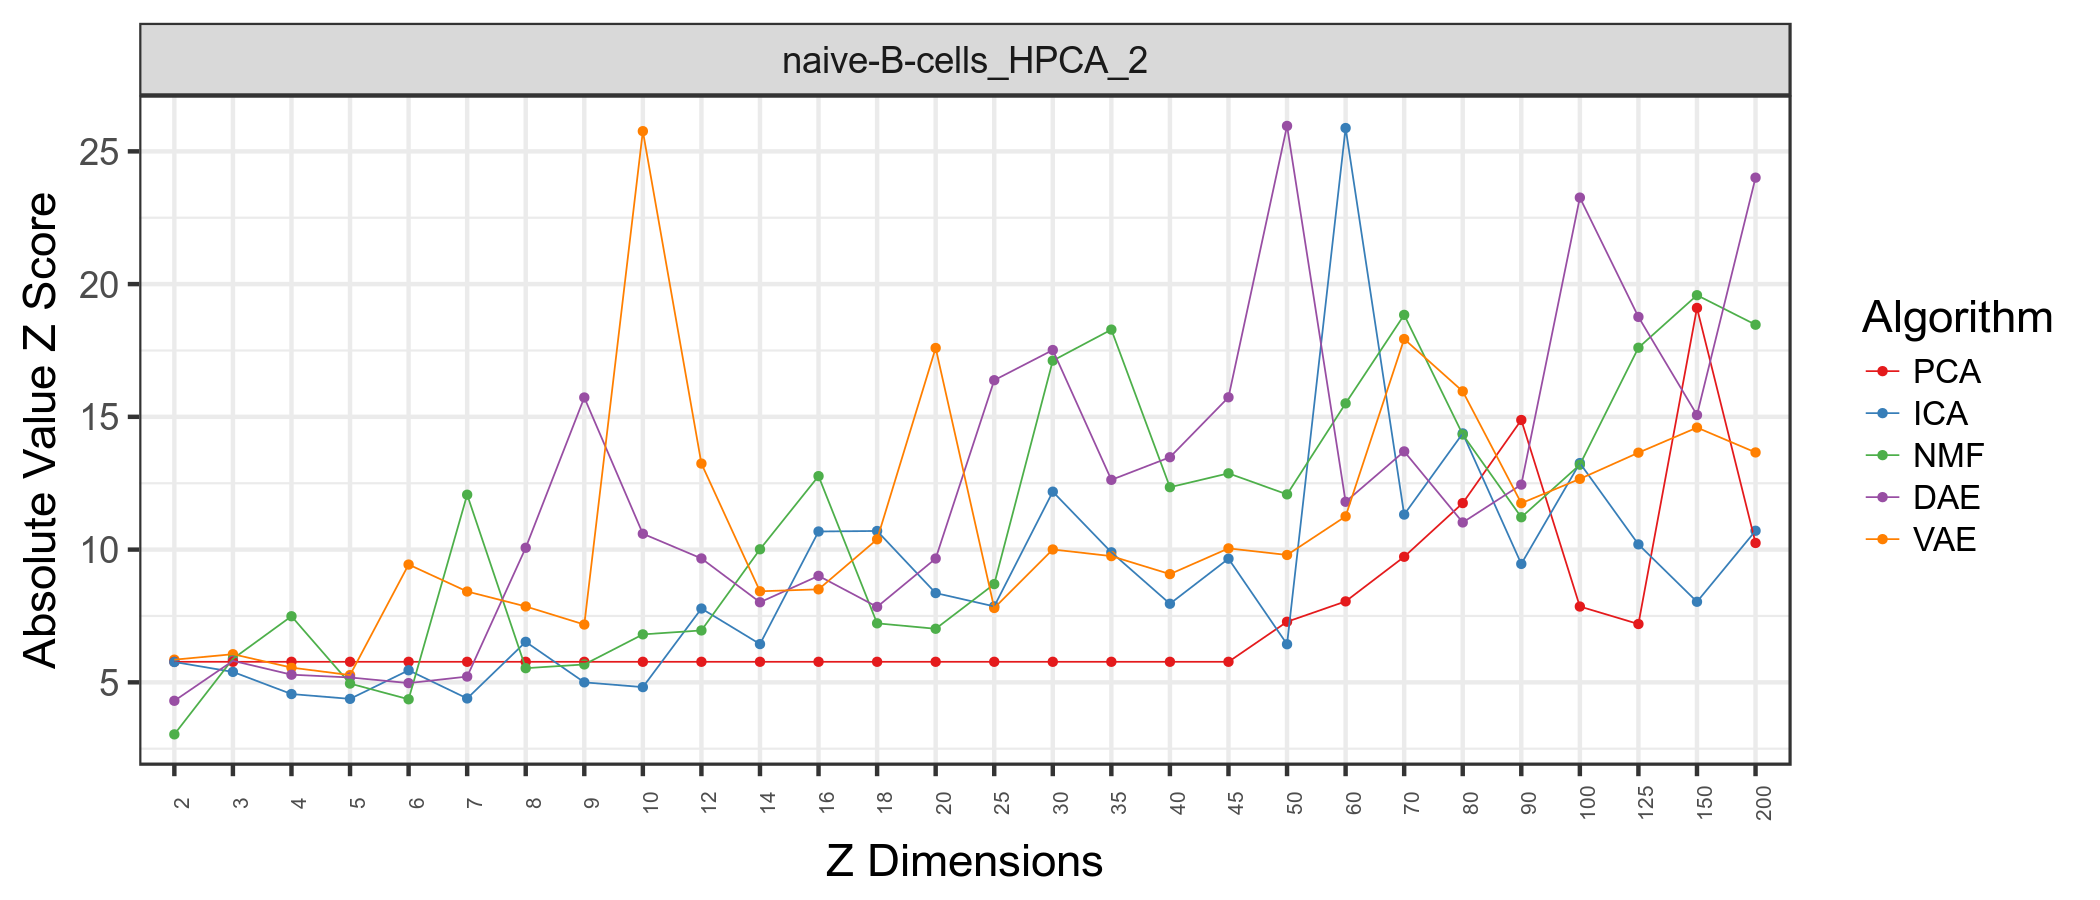 naive-B-cells_HPCA_2
Absolute Value Z Score
25
20
15
10
5
2 3 4 5 6 7 8 9 10 12 14 16 18 20 25 30 35 40 45 50 60 70 80 90 100 125 150 200
Z Dimensions
Algorithm
PCA
ICA
NMF
DAE
VAE